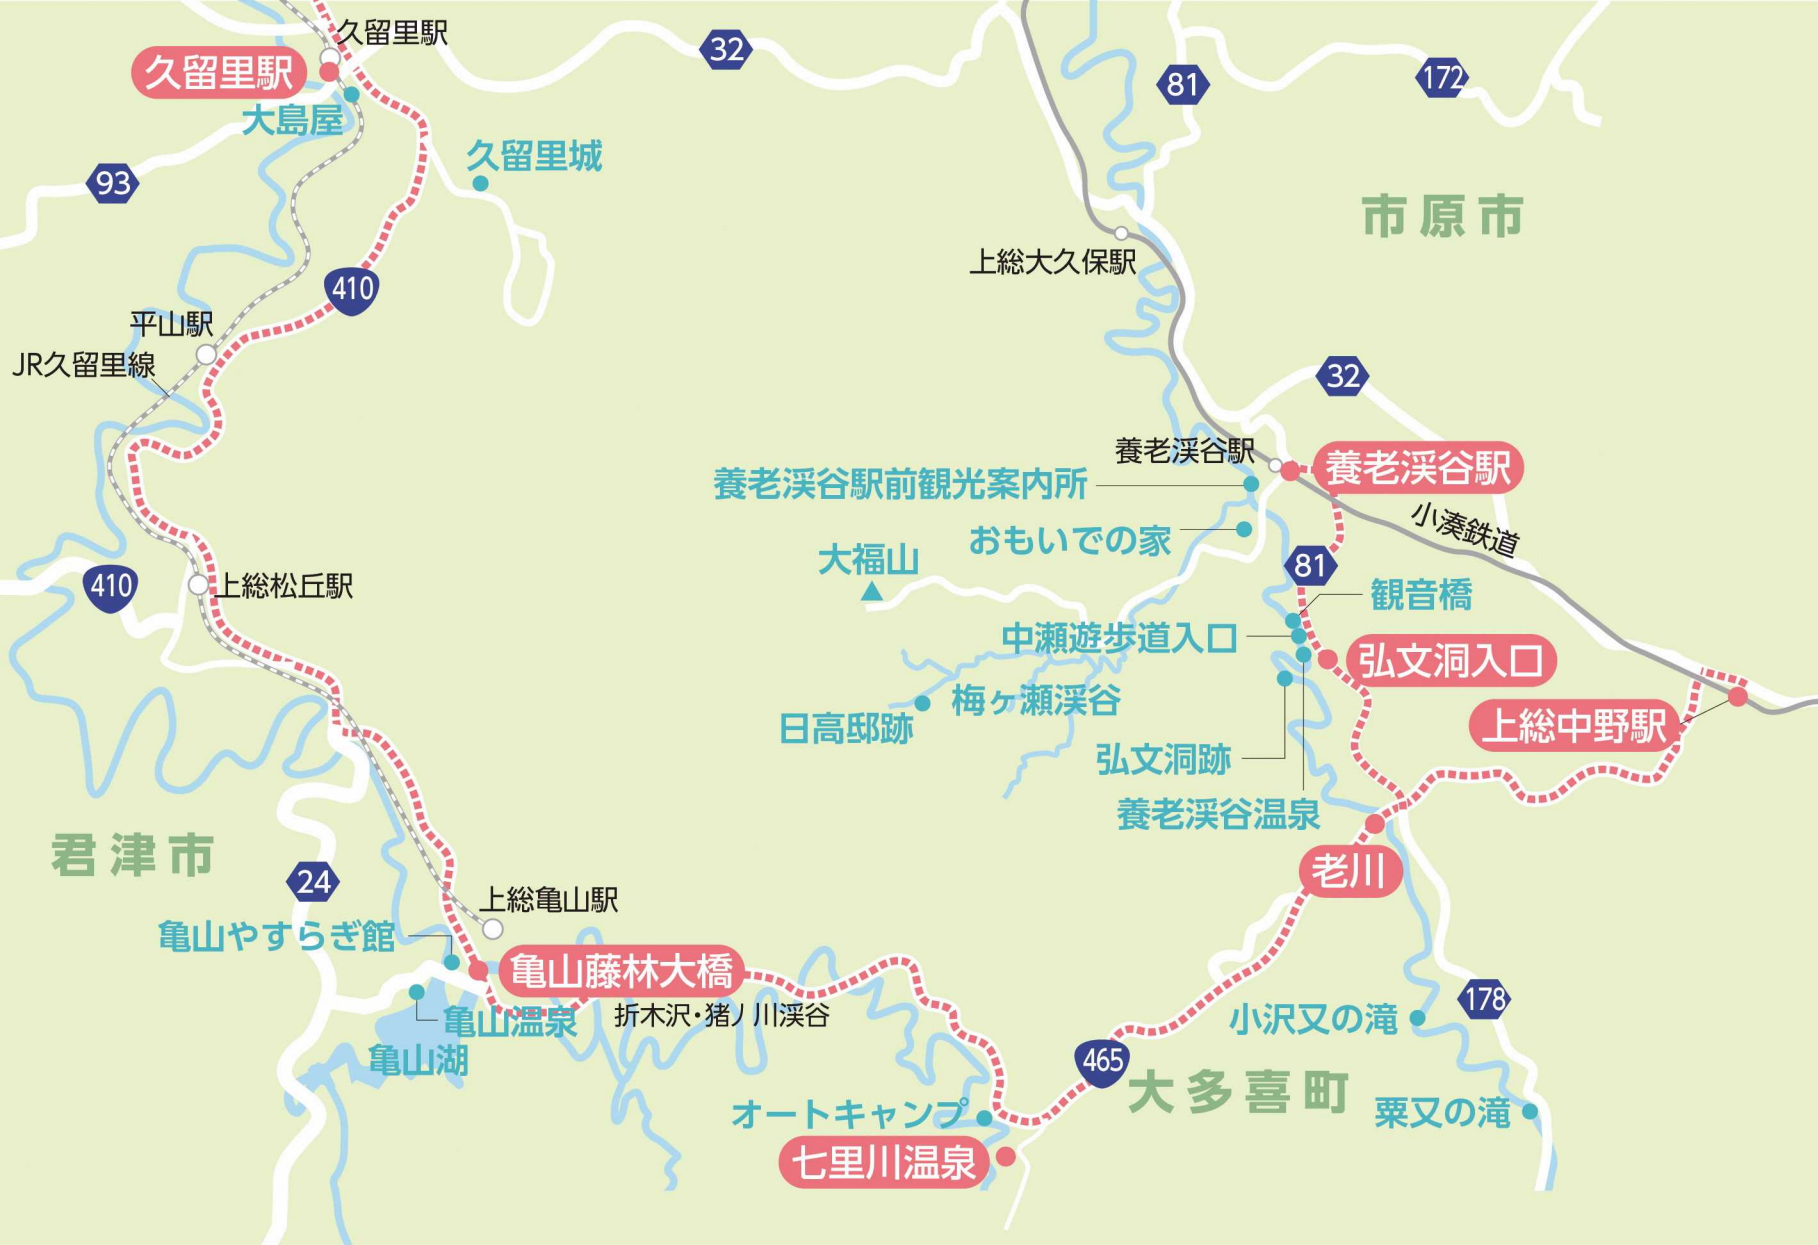 久留里駅
久留里駅
32
81
172
大島屋
久留里城
93
市原市
上総大久保駅
410
平山駅
JR久留里線
32
養老渓谷駅
養老渓谷駅
養老渓谷駅前観光案内所
小湊鉄道
おもいでの家
大福山
81
410
上総松丘駅
観音橋
中瀬遊歩道入口
弘文洞入口
梅ヶ瀬渓谷
日高邸跡
上総中野駅
弘文洞跡
養老渓谷温泉
君津市
老川
24
上総亀山駅
亀山やすらぎ館
亀山藤林大橋
折木沢・猪ノ川渓谷
亀山温泉
亀山湖
178
小沢又の滝
465
大多喜町
オートキャンプ
粟又の滝
七里川温泉